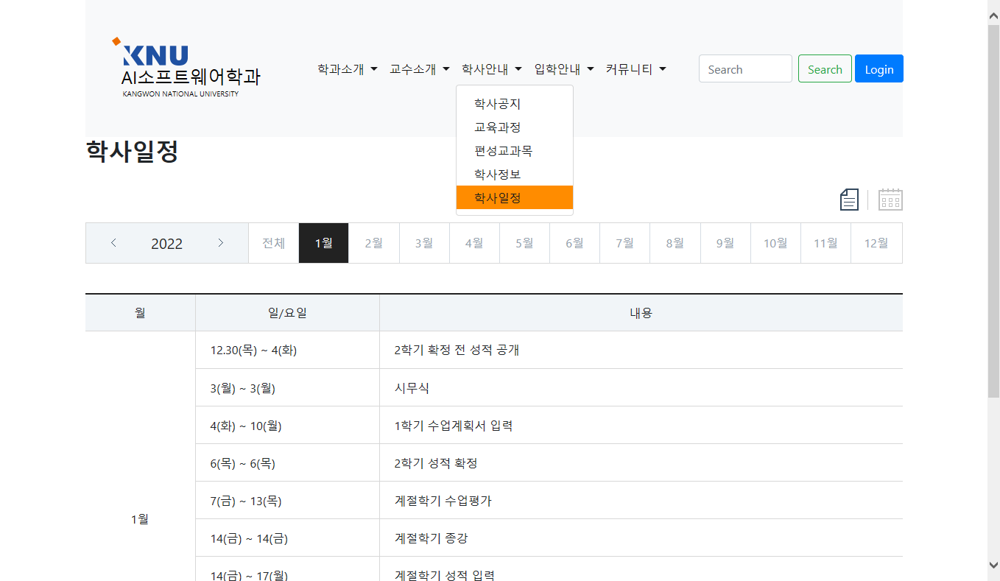 KNU
AI소프트웨어학과
KANGWON NATIONAL UNIVERSITY
학과소개 교수소개 학사안내 입학안내 커뮤니티 Search Search Login
학사공지
교육과정
편성교과목
학사정보
학사일정
학사일정
2022 전체 1월 2월 3월 4월 5월 6월 7월 8월 9월 10월 11월 12월
월 일/요일 내용
12.30(목) ~ 4(화) 2학기 확정 전 성적 공개
3(월) ~ 3(월) 시무식
4(화) ~ 10(월) 1학기 수업계획서 입력
6(목) ~ 6(목) 2학기 성적 확정
7(금) ~ 13(목) 계절학기 수업평가
1월
14(금) ~ 14(금) 계절학기 종강
14(금) ~ 17(월) 계절학기 성적 입력